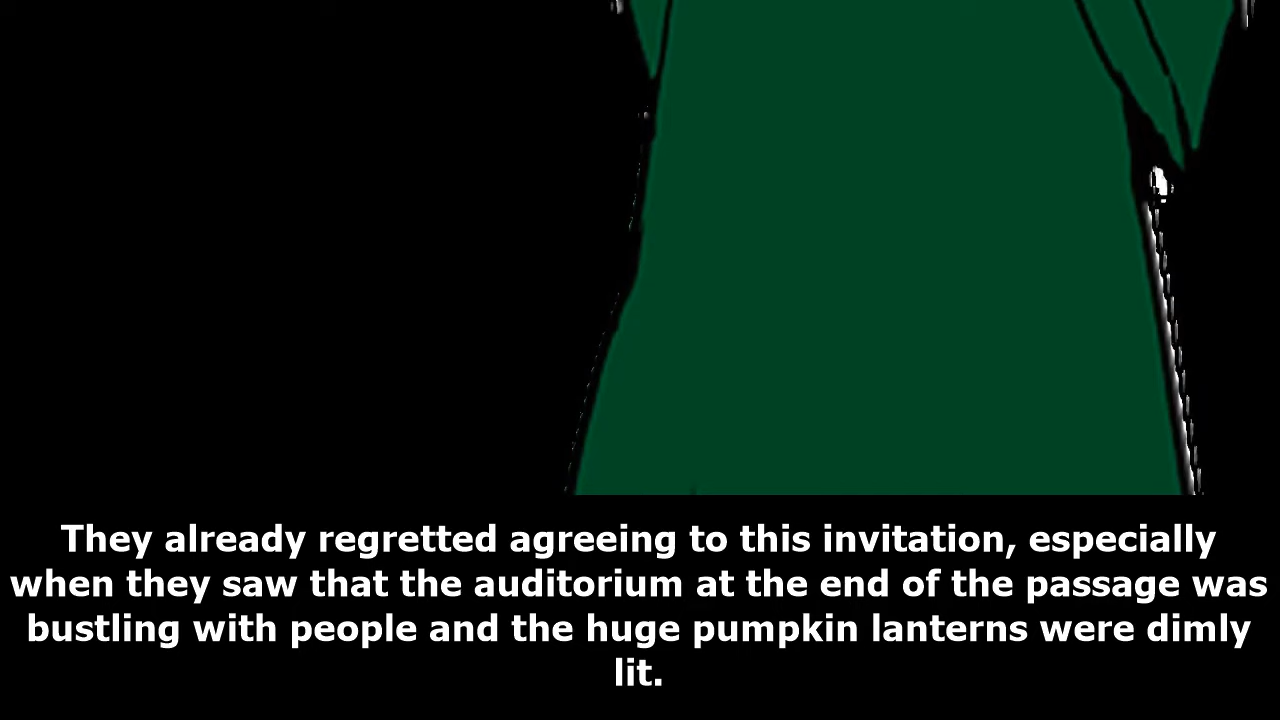 They already regretted agreeing to this invitation, especially
when they saw that the auditorium at the end of the passage was
bustling with people and the huge pumpkin lanterns were dimly
lit.